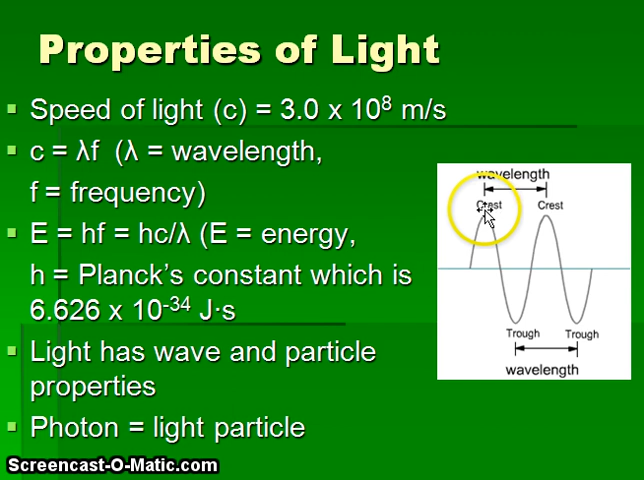 Properties of Light
Speed of light (c) = 3.0 x 10⁸ m/s
c = λf (λ = wavelength,
f = frequency)
E = hf = hc/λ (E = energy,
h = Planck’s constant which is
6.626 x 10⁻³⁴ J·s
Light has wave and particle
properties
Photon = light particle
wavelength
Crest Crest
Trough Trough
wavelength
Screencast-O-Matic.com